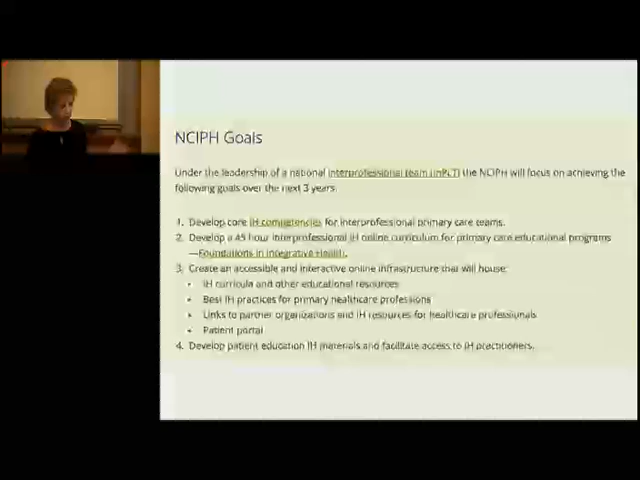 NCIPH Goals
Under the leadership of a national interprofessional team (InPLT) the NCIPH will focus on achieving the
following goals over the next 3 years.
1. Develop core IH competencies for interprofessional primary care teams.
2. Develop a 45 hour interprofessional IH online curriculum for primary care educational programs
—Foundations in Integrative Health.
3. Create an accessible and interactive online infrastructure that will house:
• IH curricula and other educational resources
• Best IH practices for primary healthcare professions
• Links to partner organizations and IH resources for healthcare professionals
• Patient portal
4. Develop patient education IH materials and facilitate access to IH practitioners.